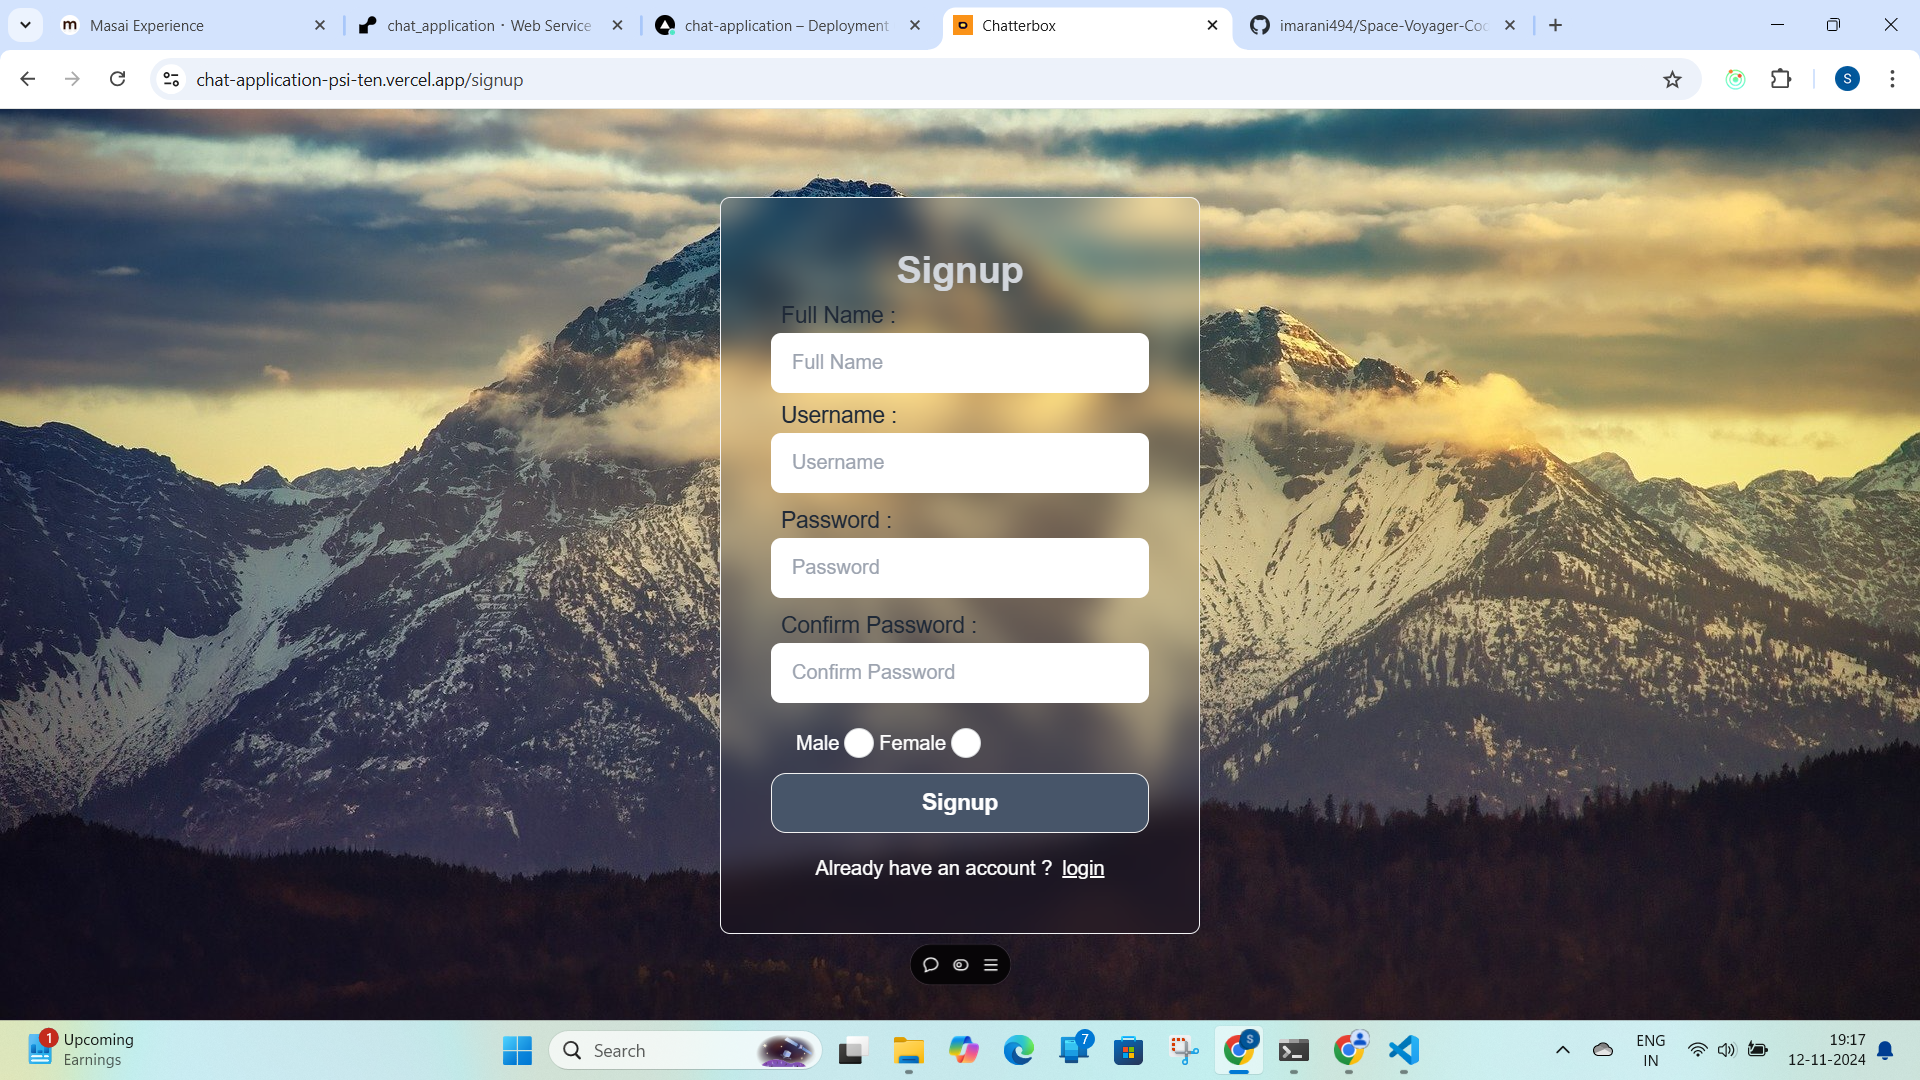 m Masai Experience
chat_application · Web Service
chat-application – Deployment
Chatterbox
imarani494/Space-Voyager-Coc
chat-application-psi-ten.vercel.app/signup
S
Signup
Full Name :
Full Name
Username :
Username
Password :
Password
Confirm Password :
Confirm Password
Male Female
Signup
Already have an account ? login
1
Upcoming
Earnings
Search
7
S
ENG
IN
19:17
12-11-2024